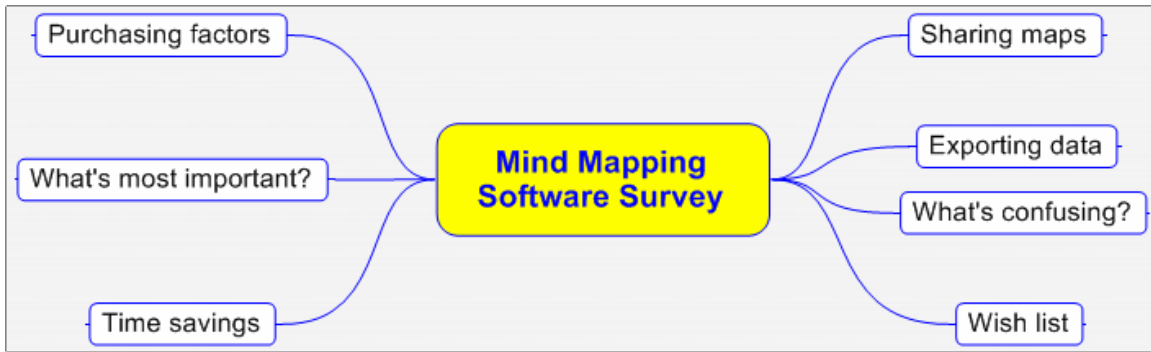 Purchasing factors
What's most important?
Time savings
Mind Mapping
Software Survey
Sharing maps
Exporting data
What's confusing?
Wish list